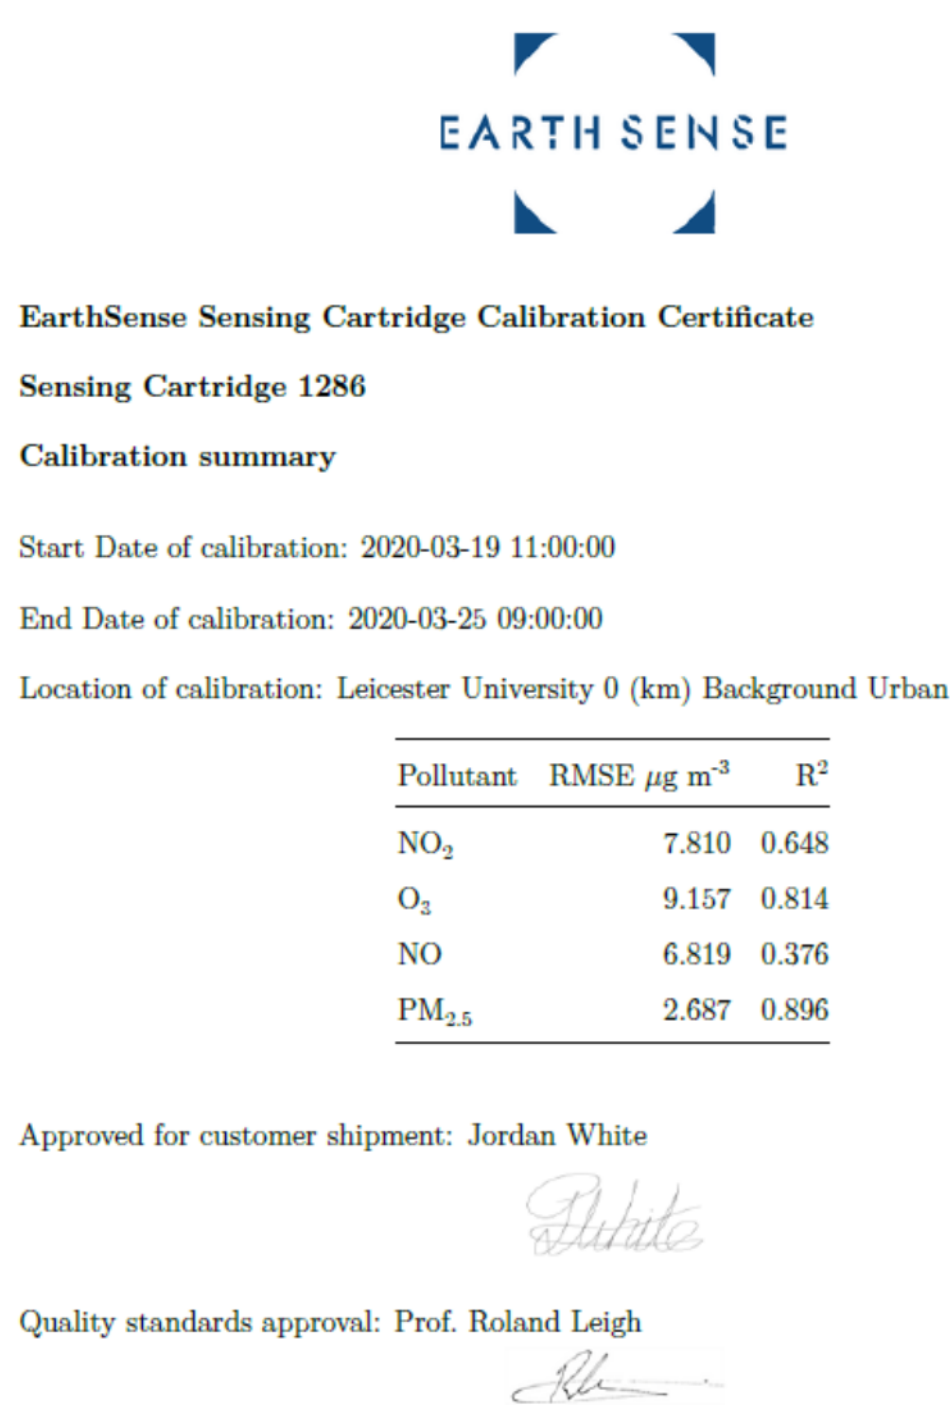 EARTH SENSE
EarthSense Sensing Cartridge Calibration Certificate
Sensing Cartridge 1286
Calibration summary
Start Date of calibration: 2020-03-19 11:00:00
End Date of calibration: 2020-03-25 09:00:00
Location of calibration: Leicester University 0 (km) Background Urban
Pollutant RMSE μg m⁻³ R²
NO₂ 7.810 0.648
O₃ 9.157 0.814
NO 6.819 0.376
PM₂.₅ 2.687 0.896
Approved for customer shipment: Jordan White
JWhite
Quality standards approval: Prof. Roland Leigh